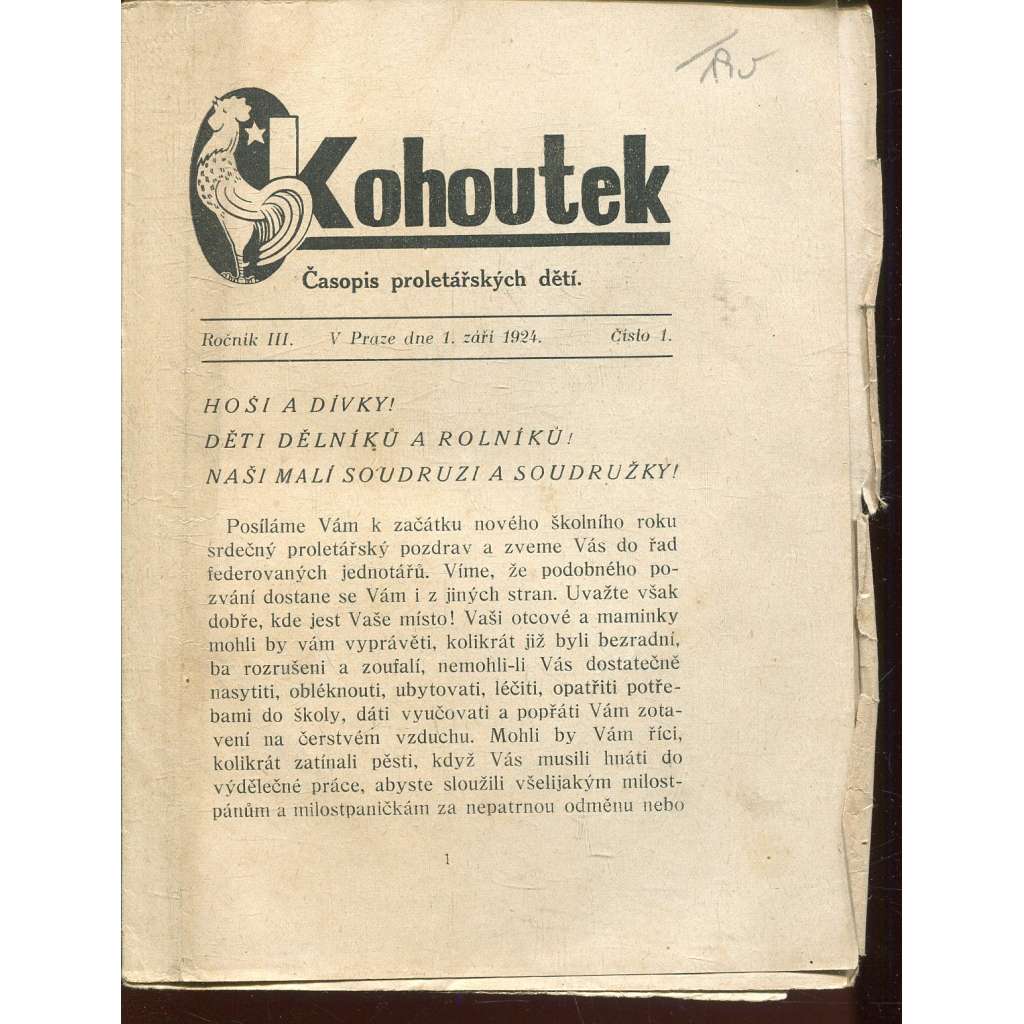 Kohoutek
Časopis proletářských dětí.
Ročník III. V Praze dne 1. září 1924. Číslo 1.
HOŠI A DÍVKY!
DĚTI DĚLNÍKŮ A ROLNÍKŮ!
NAŠI MALÍ SOUDRUZI A SOUDRUŽKY!
Posíláme Vám k začátku nového školního roku
srdečný proletářský pozdrav a zveme Vás do řad
federovaných jednotářů. Víme, že podobného po-
zvání dostane se Vám i z jiných stran. Uvažte však
dobře, kde jest Vaše místo! Vaši otcové a maminky
mohli by vám vyprávěti, kolikrát již byli bezradní,
ba rozrušeni a zoufalí, nemohli-li Vás dostatečně
nasytiti, obléknouti, ubytovati, léčiti, opatřiti potře-
bami do školy, dáti vyučovati a popřáti Vám zota-
vení na čerstvém vzduchu. Mohli by Vám říci,
kolikrát zatínali pěsti, když Vás musili hnáti do
výdělečné práce, abyste sloužili všelijakým milost-
pánům a milostpaničkám za nepatrnou odměnu nebo
1